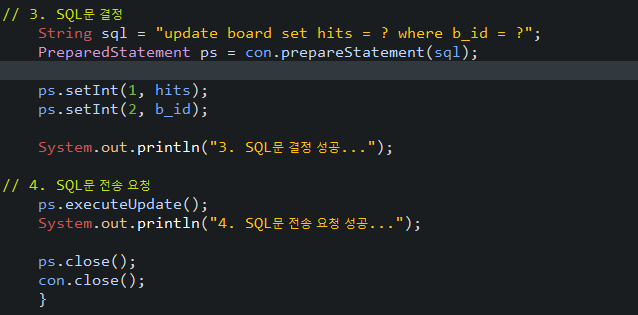 // 3. SQL문 결정
String sql = "update board set hits = ? where b_id = ?";
PreparedStatement ps = con.prepareStatement(sql);
ps.setInt(1, hits);
ps.setInt(2, b_id);
System.out.println("3. SQL문 결정 성공...");
// 4. SQL문 전송 요청
ps.executeUpdate();
System.out.println("4. SQL문 전송 요청 성공...");
ps.close();
con.close();
}